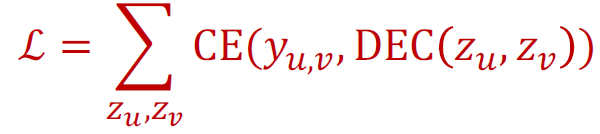 ℒ = ∑ CE(y_{u,v}, DEC(z_u, z_v))
z_u,z_v